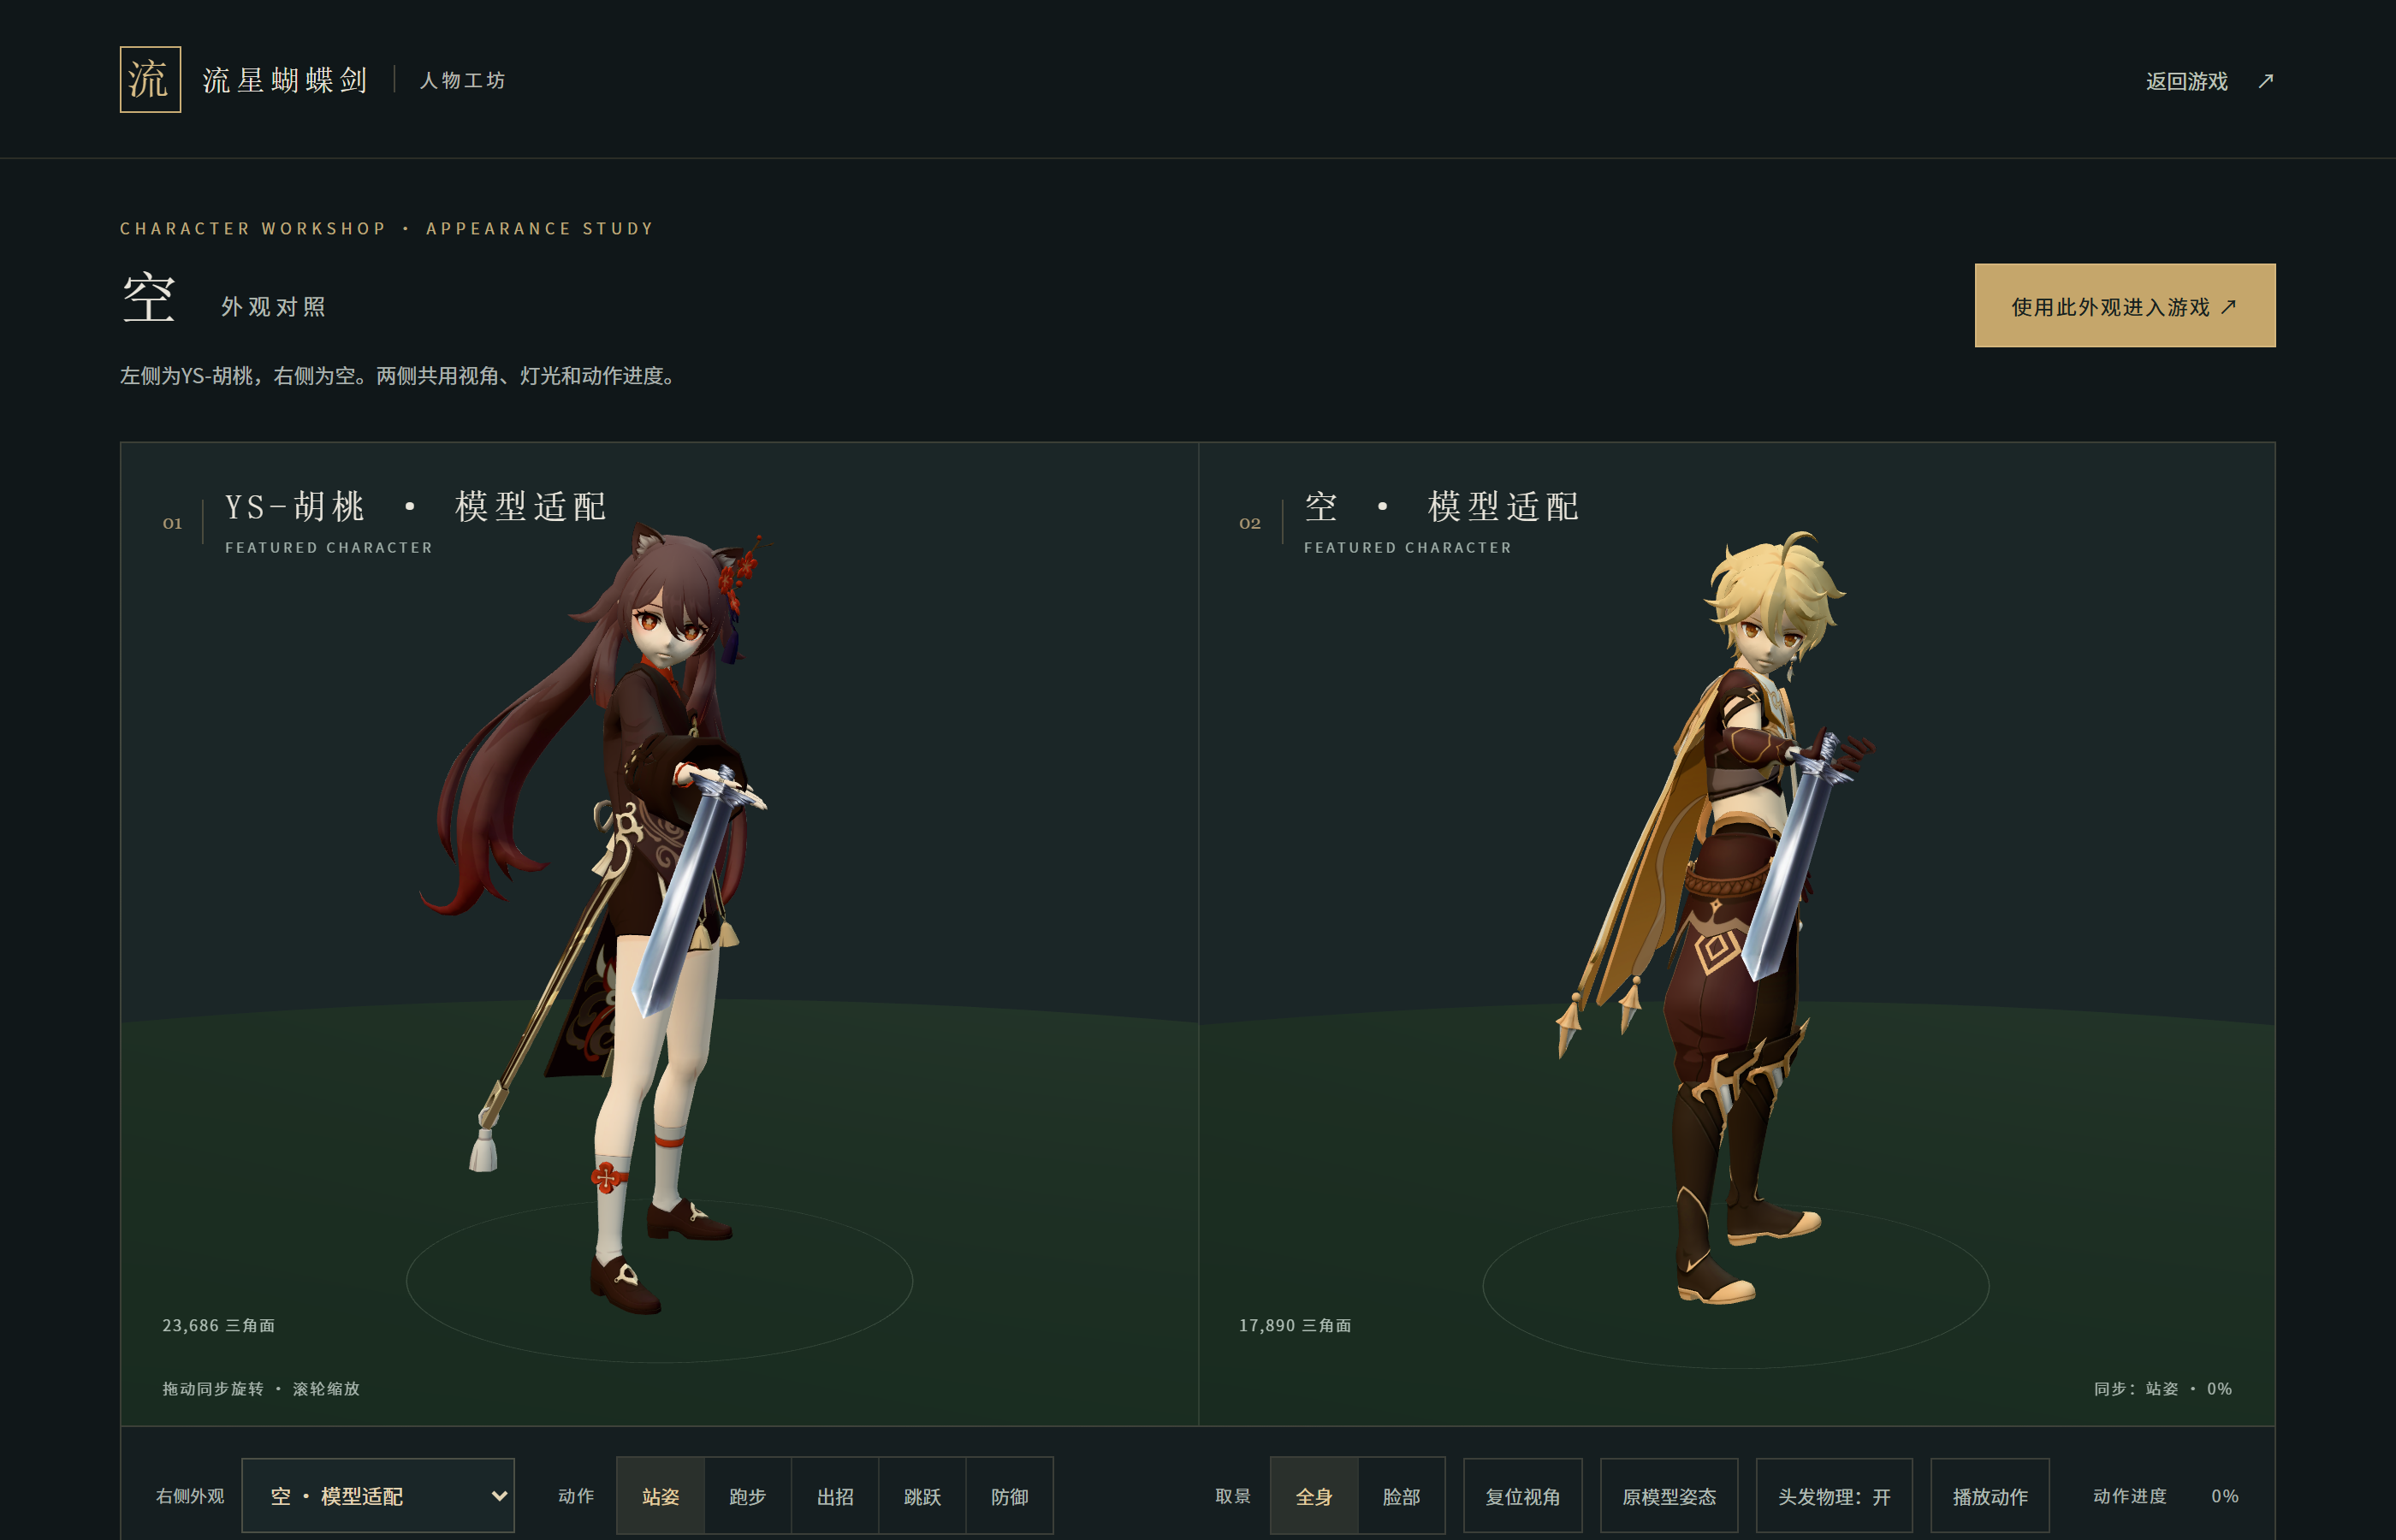 流 流星蝴蝶剑 人物工坊 返回游戏 ↗
CHARACTER WORKSHOP · APPEARANCE STUDY
空 外观对照
使用此外观进入游戏 ↗
左侧为YS-胡桃，右侧为空。两侧共用视角、灯光和动作进度。
01 YS-胡桃 · 模型适配
FEATURED CHARACTER
02 空 · 模型适配
FEATURED CHARACTER
23,686 三角面
17,890 三角面
拖动同步旋转 · 滚轮缩放
同步：站姿 · 0%
右侧外观 空 · 模型适配 动作 站姿 跑步 出招 跳跃 防御 取景 全身 脸部 复位视角 原模型姿态 头发物理：开 播放动作 动作进度 0%